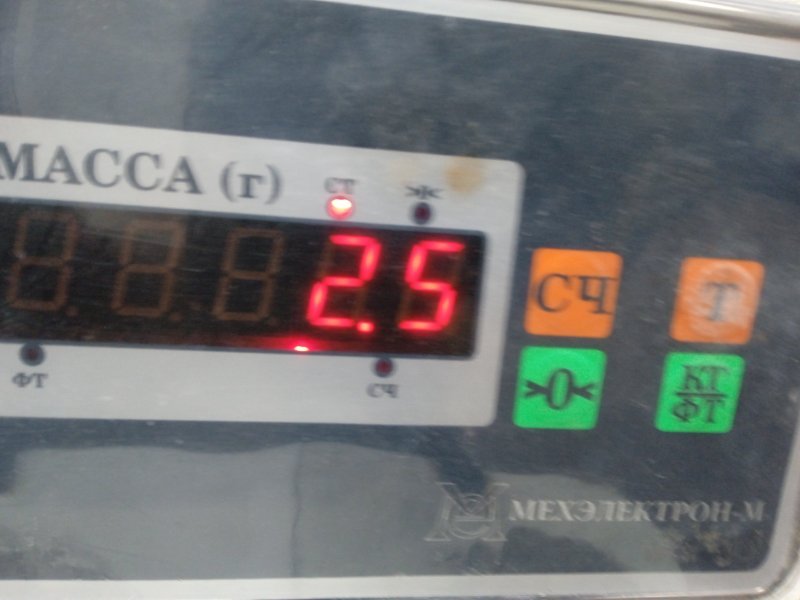 МАССА (г)
СТ >|<
2.5
ФТ СЧ
СЧ Т
>0< КТ
ФТ
МЕХЭЛЕКТРОН-М